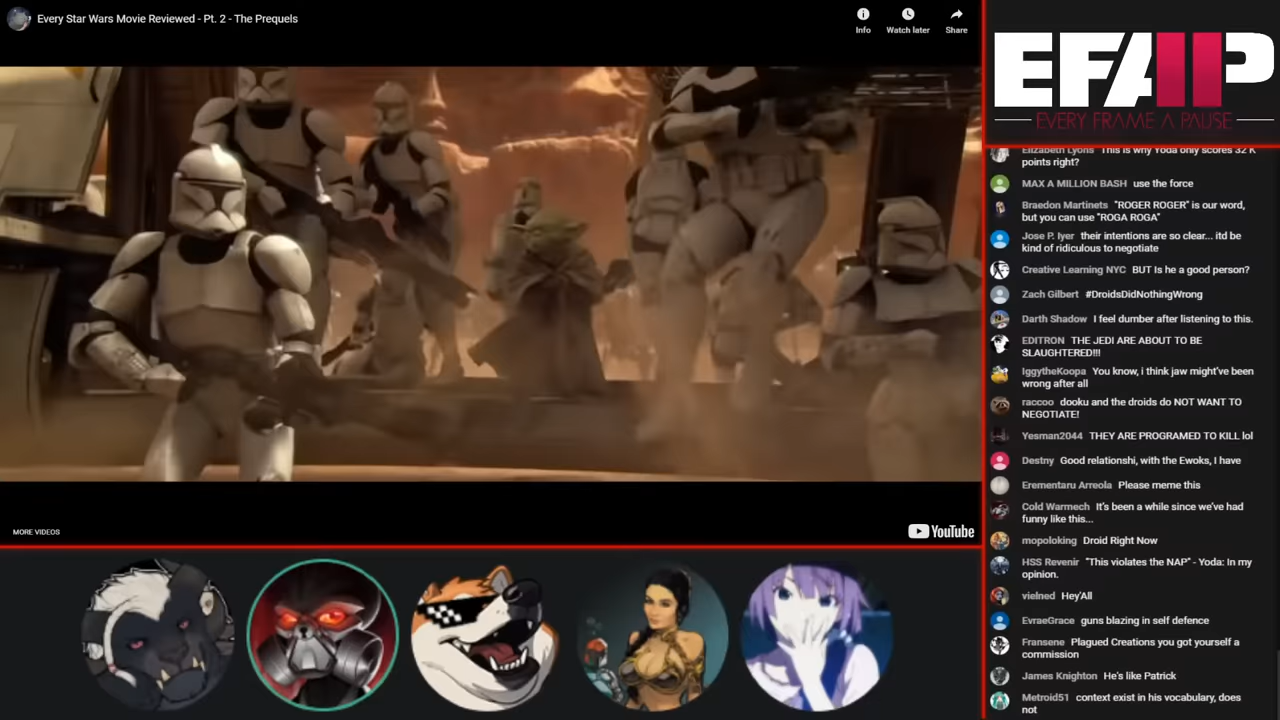 Every Star Wars Movie Reviewed - Pt. 2 - The Prequels
Info
Watch later
Share
MORE VIDEOS
YouTube
EFAP
EVERY FRAME A PAUSE
Elizabeth Lyons This is why Yoda only scores 32 K
points right?
MAX A MILLION BASH use the force
Braedon Martinets "ROGER ROGER" is our word,
but you can use "ROGA ROGA"
Jose P. Iyer their intentions are so clear... itd be
kind of ridiculous to negotiate
Creative Learning NYC BUT Is he a good person?
Zach Gilbert #DroidsDidNothingWrong
Darth Shadow I feel dumber after listening to this.
EDITRON THE JEDI ARE ABOUT TO BE
SLAUGHTERED!!!
IggytheKoopa You know, i think jaw might've been
wrong after all
raccoo dooku and the droids do NOT WANT TO
NEGOTIATE!
Yesman2044 THEY ARE PROGRAMED TO KILL lol
Destny Good relationshi, with the Ewoks, I have
Erementaru Arreola Please meme this
Cold Warmech It's been a while since we've had
funny like this...
mopoloking Droid Right Now
HSS Revenir "This violates the NAP" - Yoda: In my
opinion.
vielned Hey'All
EvraeGrace guns blazing in self defence
Fransene Plagued Creations you got yourself a
commission
James Knighton He's like Patrick
Metroid51 context exist in his vocabulary, does
not